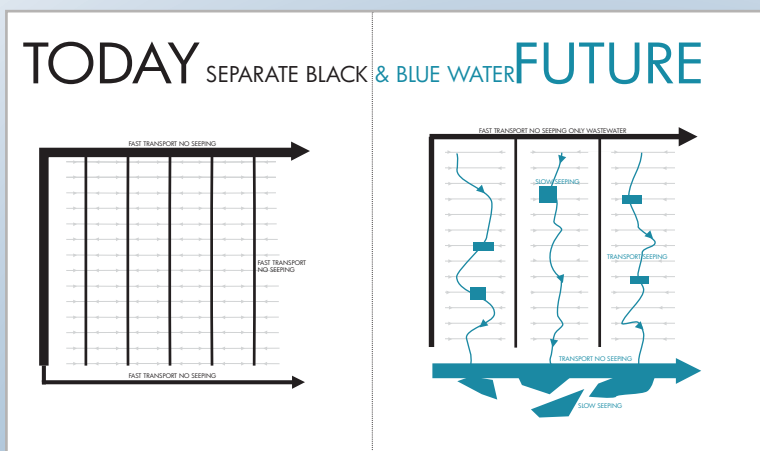 TODAY SEPARATE BLACK & BLUE WATER FUTURE
FAST TRANSPORT NO SEEPING
FAST TRANSPORT
NO SEEPING
FAST TRANSPORT NO SEEPING
FAST TRANSPORT NO SEEPING ONLY WASTEWATER
SLOW SEEPING
TRANSPORT SEEPING
TRANSPORT NO SEEPING
SLOW SEEPING